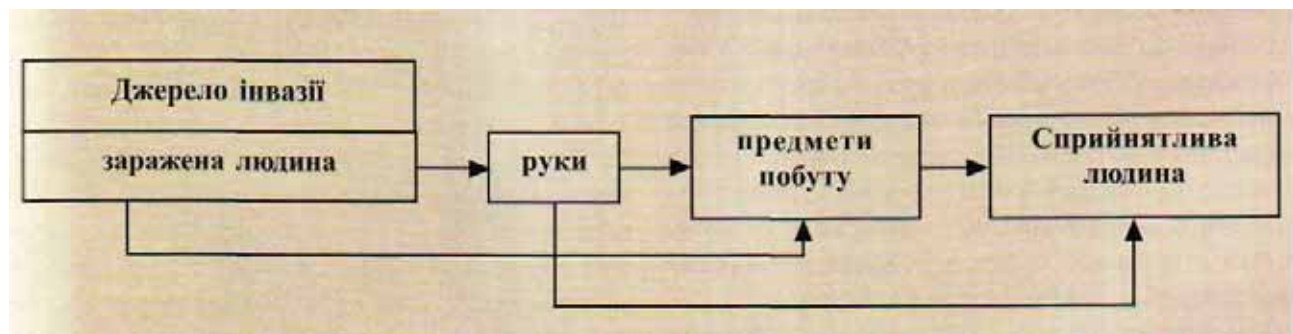 Джерело інвазії
заражена людина
руки
предмети
побуту
Сприйнятлива
людина